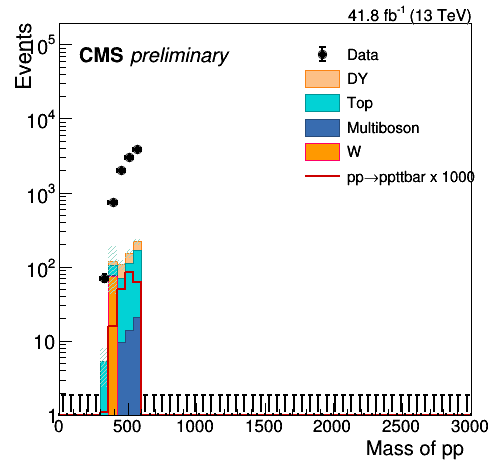 41.8 fb⁻¹ (13 TeV)
Events
CMS preliminary
Data
DY
Top
Multiboson
W
pp→ppttbar x 1000
10⁵
10⁴
10³
10²
10
1
0 500 1000 1500 2000 2500 3000
Mass of pp